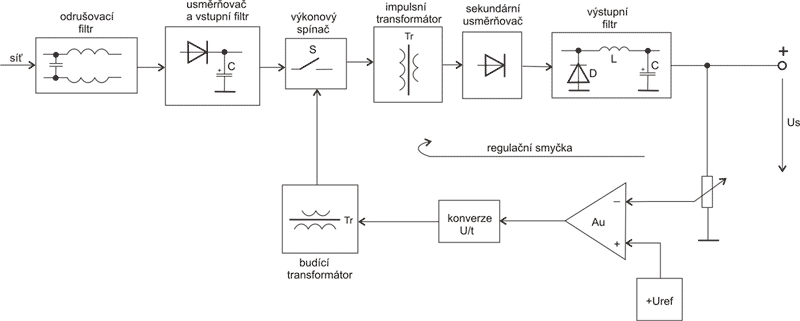 síť
odrušovací
filtr
usměrňovač
a vstupní filtr
+
C
výkonový
spínač
S
impulsní
transformátor
Tr
sekundární
usměrňovač
výstupní
filtr
L
D
+
C
+
Us
regulační smyčka
budící
transformátor
Tr
konverze
U/t
Au
–
+
+Uref